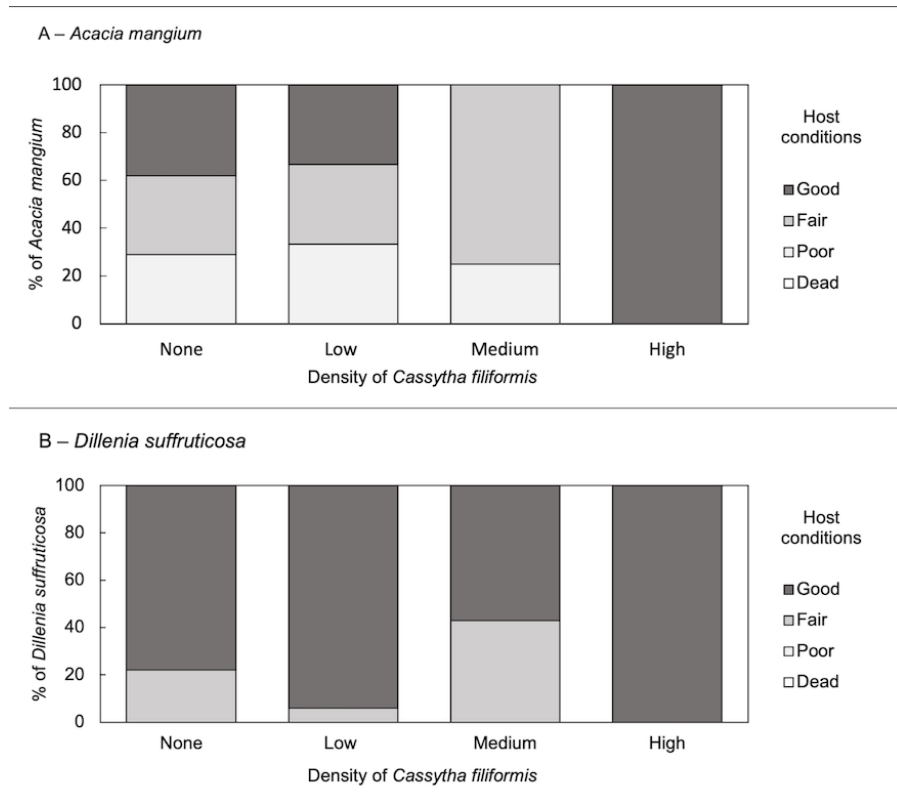 A – Acacia mangium
% of Acacia mangium
100
80
60
40
20
0
None Low Medium High
Density of Cassytha filiformis
Host
conditions
Good
Fair
Poor
Dead
B – Dillenia suffruticosa
% of Dillenia suffruticosa
100
80
60
40
20
0
None Low Medium High
Density of Cassytha filiformis
Host
conditions
Good
Fair
Poor
Dead